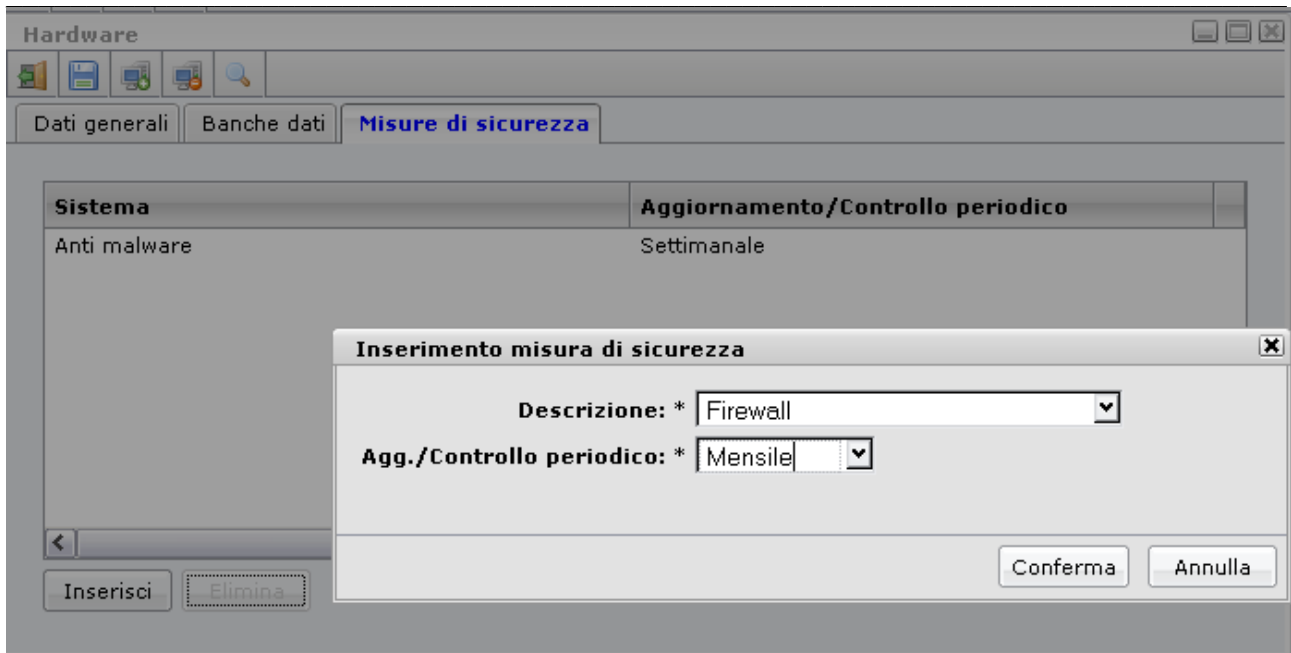 Hardware
Dati generali Banche dati Misure di sicurezza
Sistema Aggiornamento/Controllo periodico
Anti malware Settimanale
Inserimento misura di sicurezza
Descrizione: * Firewall
Agg./Controllo periodico: * Mensile
Conferma Annulla
Inserisci Elimina